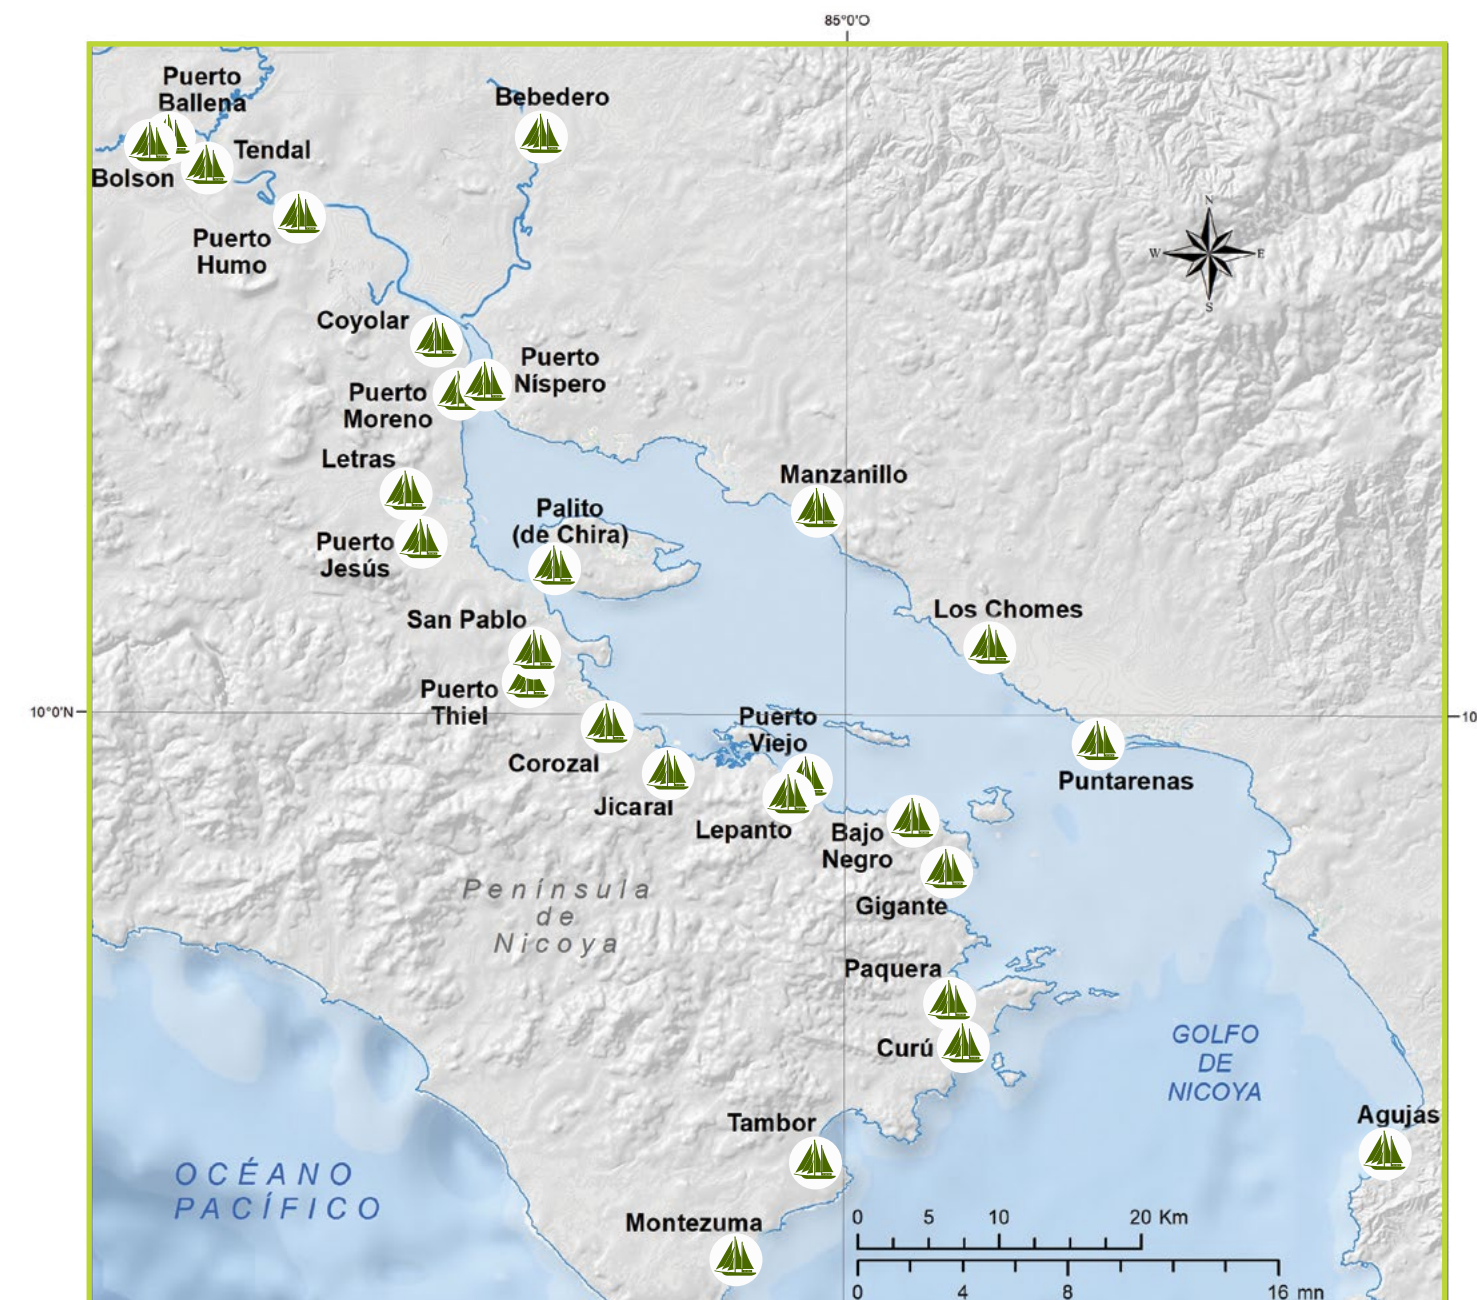 85°0'O
Puerto
Ballena
Bebedero
Tendal
Bolson
Puerto
Humo
N
W
E
S
Coyolar
Puerto
Níspero
Puerto
Moreno
Letras
Manzanillo
Palito
(de Chira)
Puerto
Jesús
San Pablo
Los Chomes
Puerto
Thiel
10°0'N
10
Puerto
Viejo
Corozal
Puntarenas
Jicaral
Lepanto
Bajo
Negro
Península
de
Nicoya
Gigante
Paquera
Curú
GOLFO
DE
NICOYA
Agujas
Tambor
OCÉANO
PACÍFICO
Montezuma
0 5 10 20 Km
0 4 8 16 mn